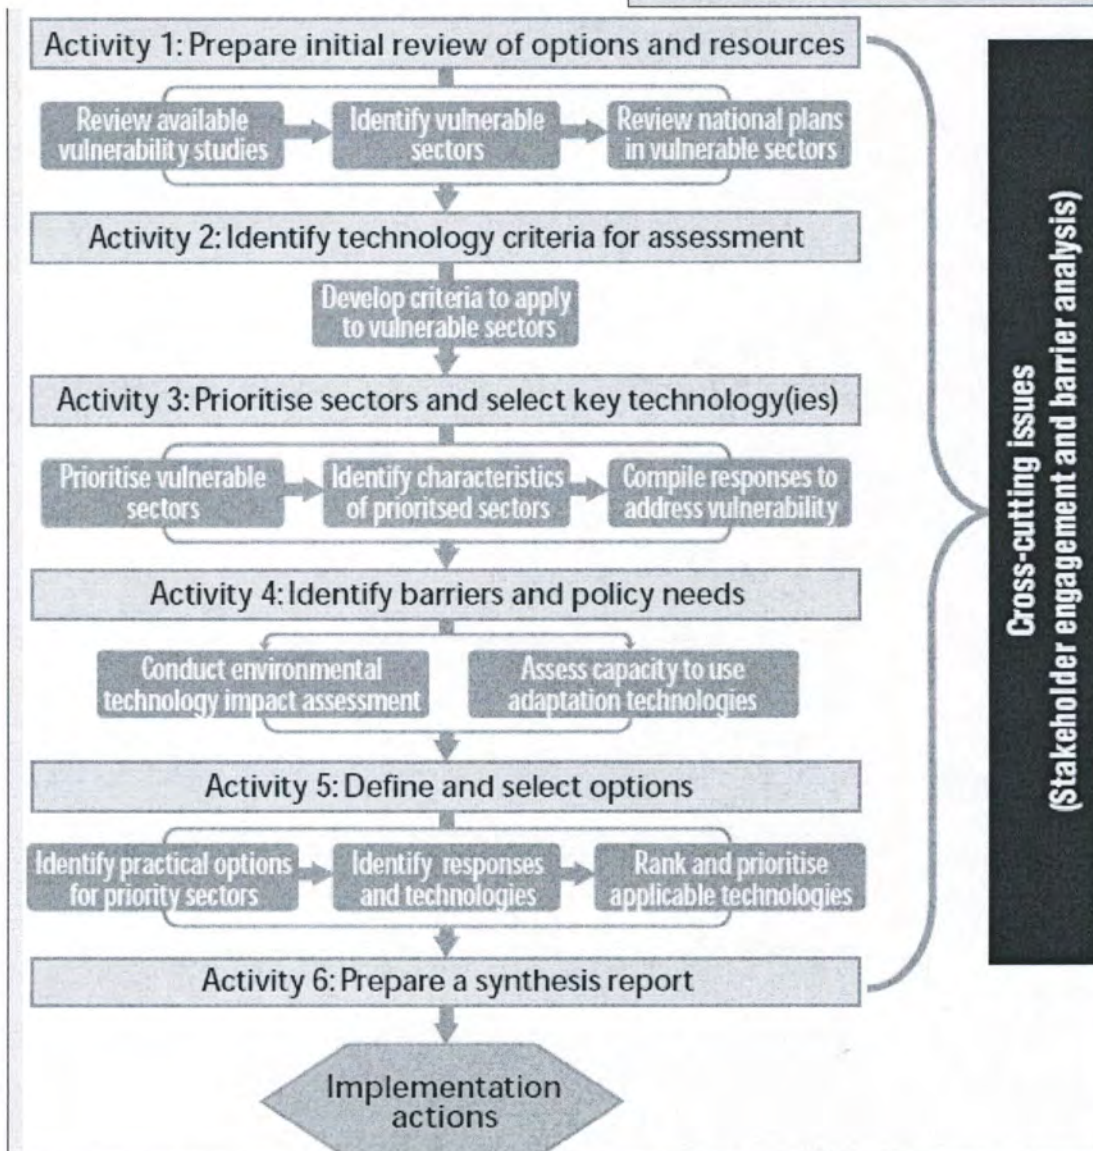 Activity 1: Prepare initial review of options and resources
Review available
vulnerability studies
Identify vulnerable
sectors
Review national plans
in vulnerable sectors
Activity 2: Identify technology criteria for assessment
Develop criteria to apply
to vulnerable sectors
Activity 3: Prioritise sectors and select key technology(ies)
Prioritise vulnerable
sectors
Identify characteristics
of prioritsed sectors
Compile responses to
address vulnerability
Activity 4: Identify barriers and policy needs
Conduct environmental
technology impact assessment
Assess capacity to use
adaptation technologies
Activity 5: Define and select options
Identify practical options
for priority sectors
Identify responses
and technologies
Rank and prioritise
applicable technologies
Activity 6: Prepare a synthesis report
Implementation
actions
Cross-cutting issues
(Stakeholder engagement and barrier analysis)